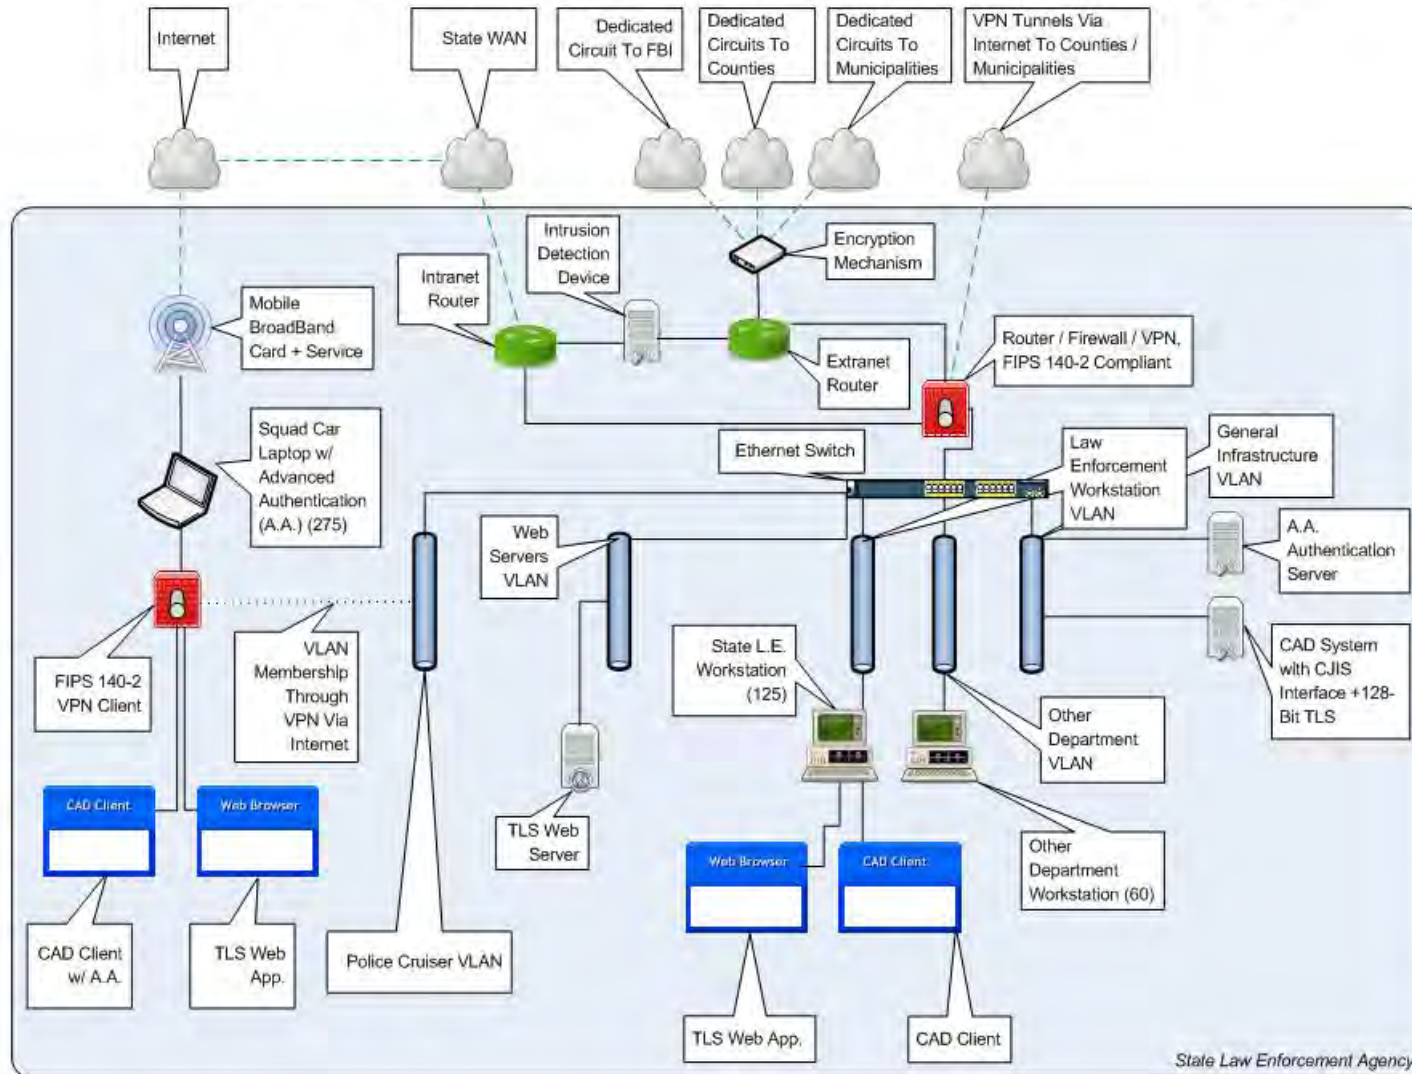 Internet
State WAN
Dedicated
Circuit To FBI
Dedicated
Circuits To
Counties
Dedicated
Circuits To
Municipalities
VPN Tunnels Via
Internet To Counties /
Municipalities
Intrusion
Detection
Device
Encryption
Mechanism
Intranet
Router
Mobile
BroadBand
Card + Service
Extranet
Router
Router / Firewall / VPN,
FIPS 140-2 Compliant
Squad Car
Laptop w/
Advanced
Authentication
(A.A.) (275)
Ethernet Switch
Law
Enforcement
Workstation
VLAN
General
Infrastructure
VLAN
Web
Servers
VLAN
A.A.
Authentication
Server
FIPS 140-2
VPN Client
VLAN
Membership
Through
VPN Via
Internet
State L.E.
Workstation
(125)
CAD System
with CJIS
Interface +128-
Bit TLS
Other
Department
VLAN
CAD Client
Web Browser
TLS Web
Server
Web Browser
CAD Client
Other
Department
Workstation (60)
CAD Client
w/ A.A.
TLS Web
App.
Police Cruiser VLAN
TLS Web App.
CAD Client
State Law Enforcement Agency